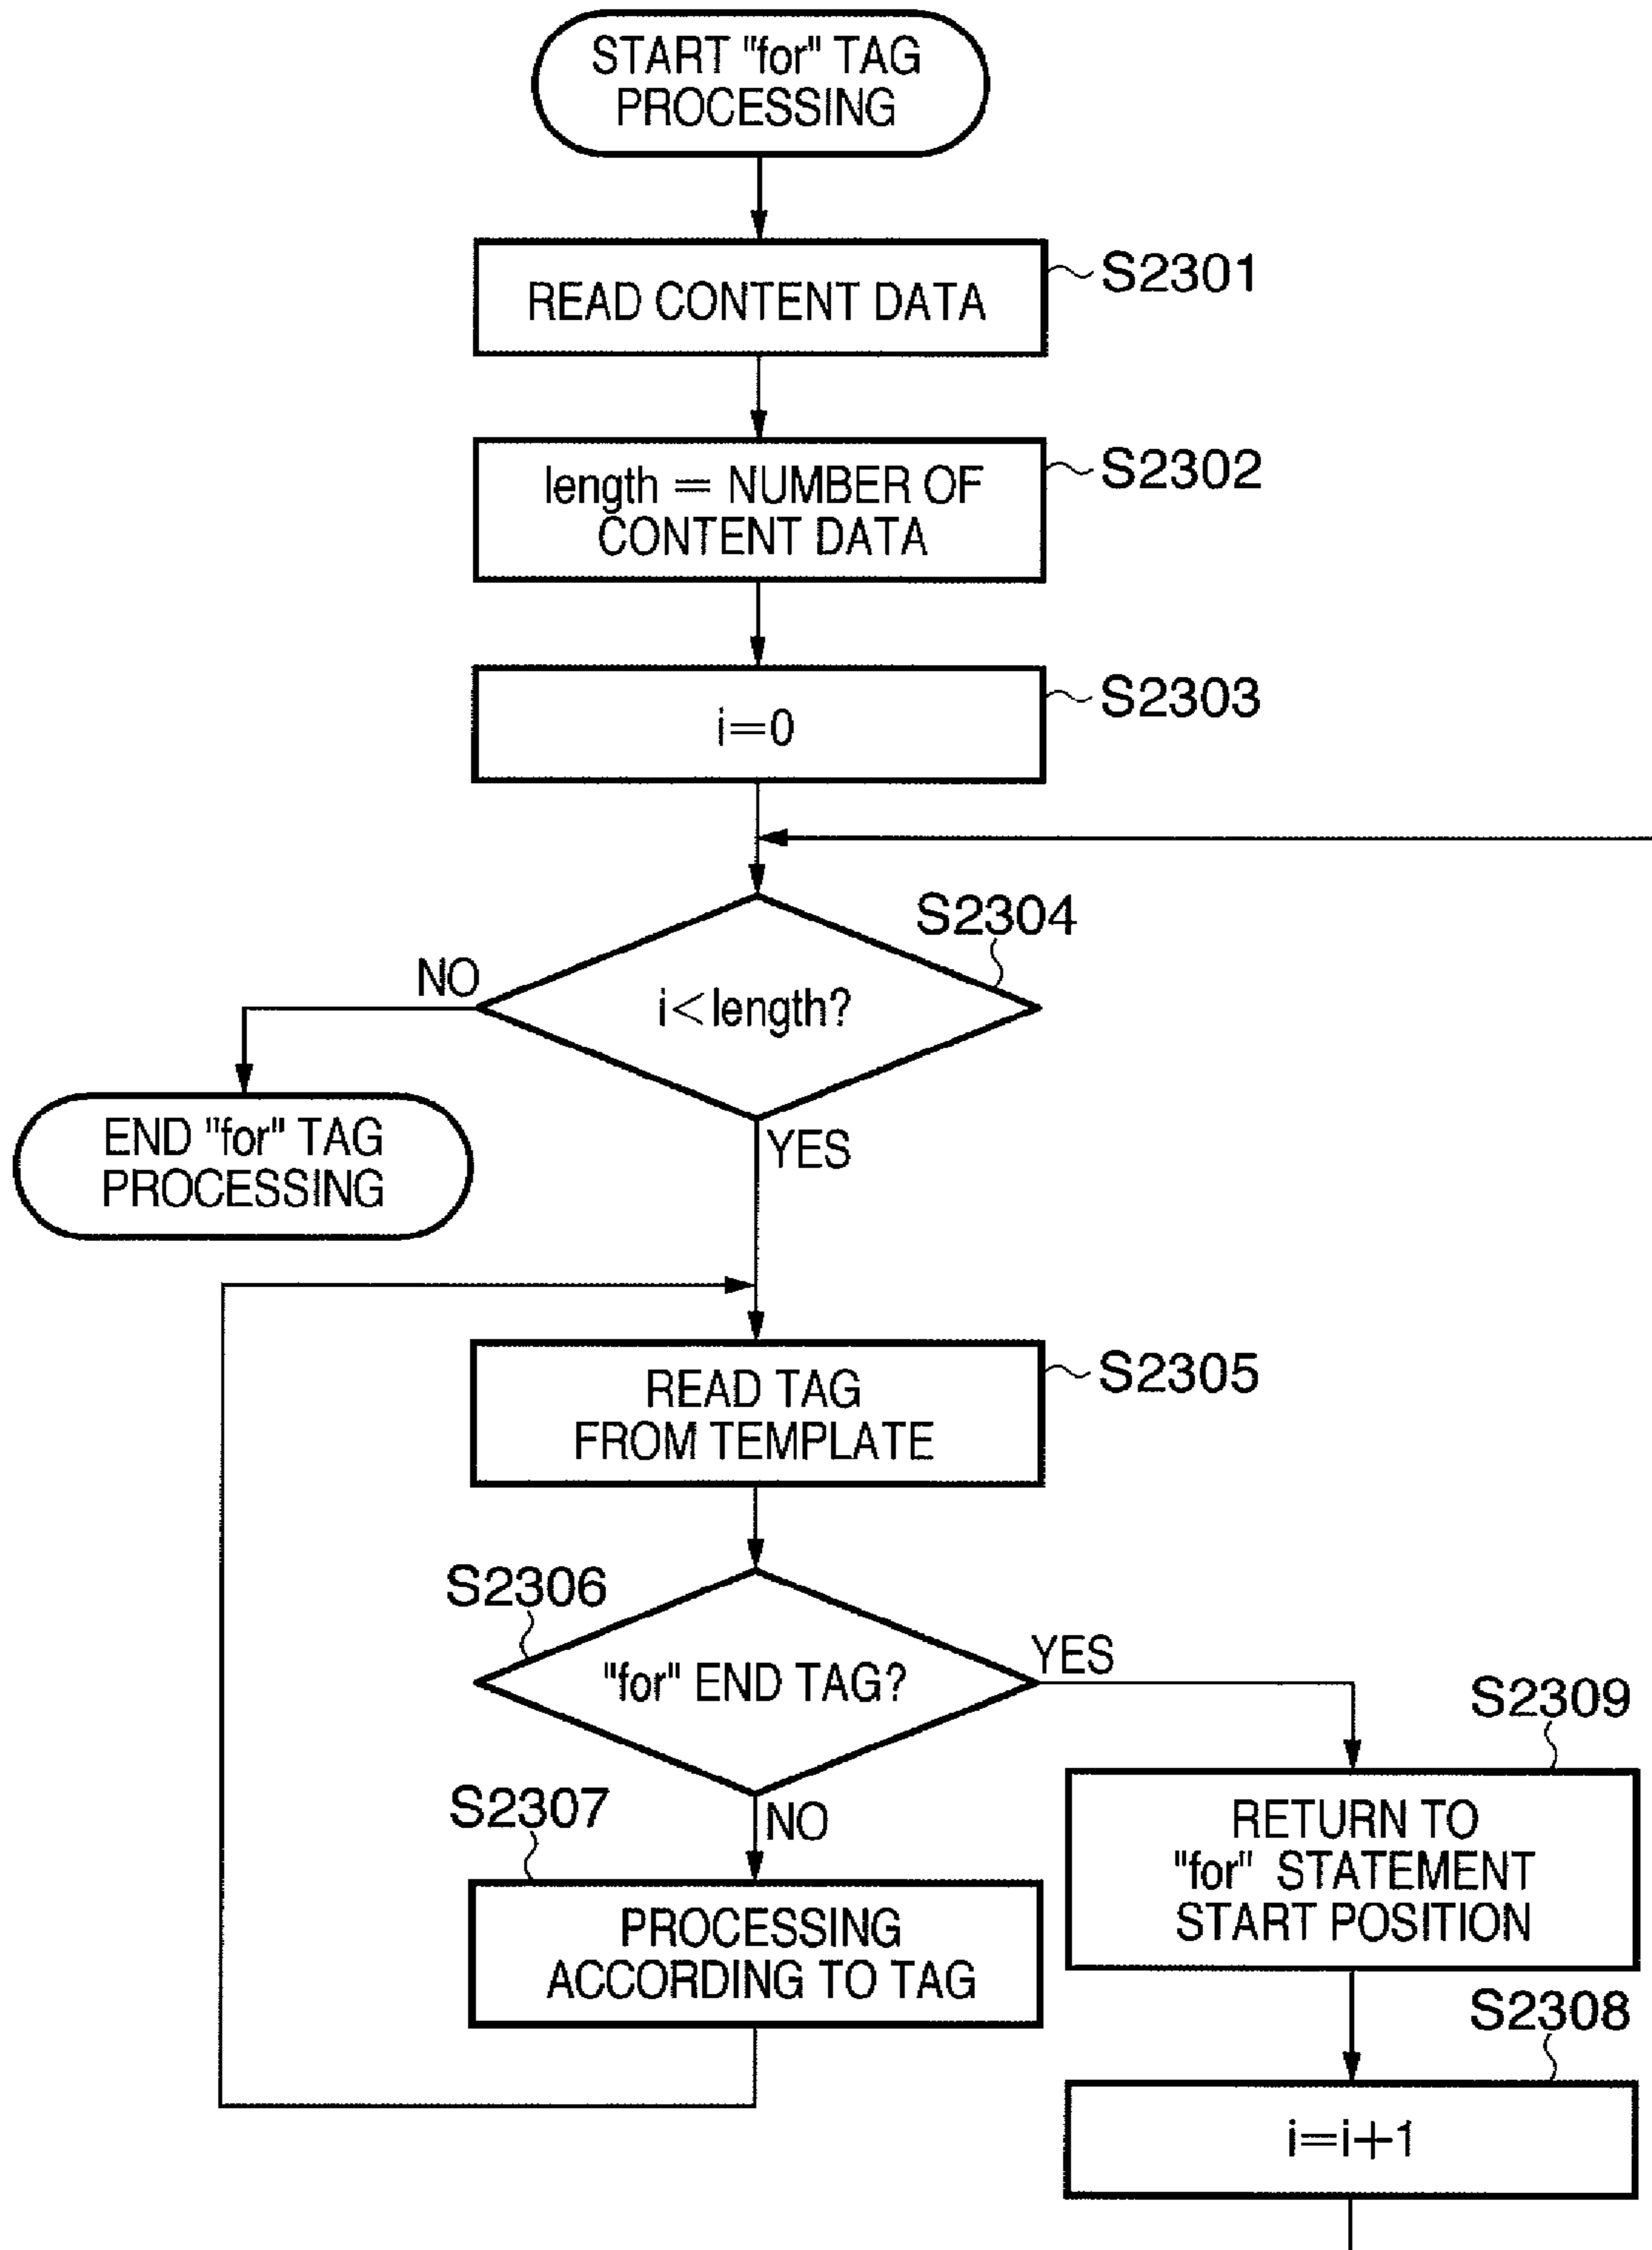 START "for" TAG
PROCESSING
READ CONTENT DATA
S2301
length = NUMBER OF
CONTENT DATA
S2302
i=0
S2303
S2304
NO
i<length?
END "for" TAG
PROCESSING
YES
READ TAG
FROM TEMPLATE
S2305
S2306
"for" END TAG?
YES
S2309
S2307
NO
RETURN TO
"for" STATEMENT
START POSITION
PROCESSING
ACCORDING TO TAG
S2308
i=i+1